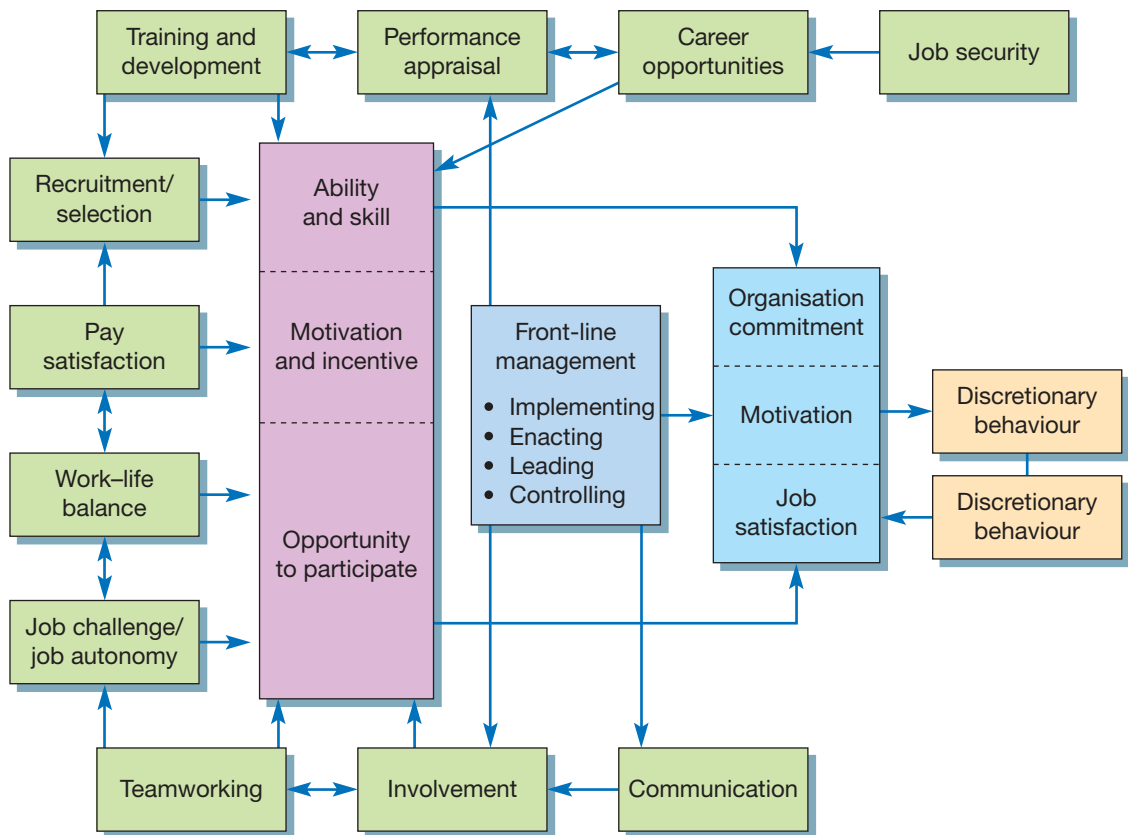 Training and
development
Performance
appraisal
Career
opportunities
Job security
Recruitment/
selection
Ability
and skill
Pay
satisfaction
Motivation
and incentive
Front-line
management
• Implementing
• Enacting
• Leading
• Controlling
Organisation
commitment
Motivation
Job
satisfaction
Discretionary
behaviour
Discretionary
behaviour
Work–life
balance
Opportunity
to participate
Job challenge/
job autonomy
Teamworking
Involvement
Communication